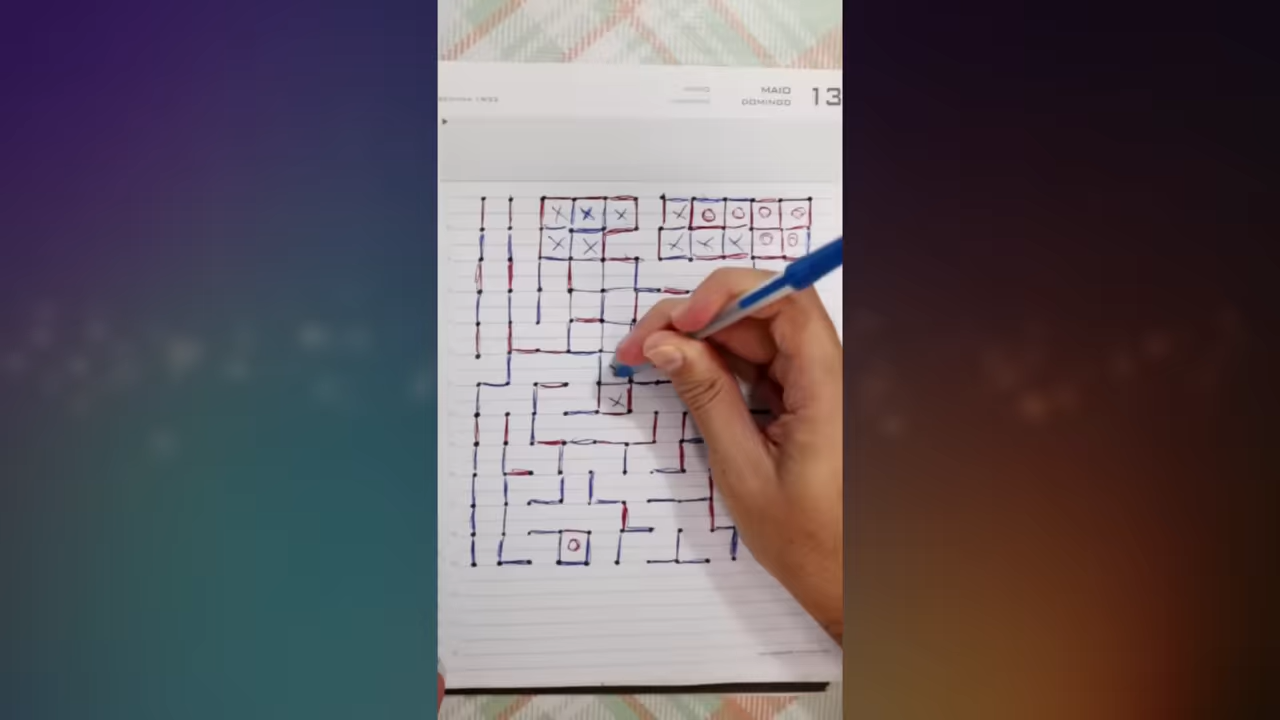 MAIO
DOMINGO 13
X X X X O O O O
X X X X X O O
X
O